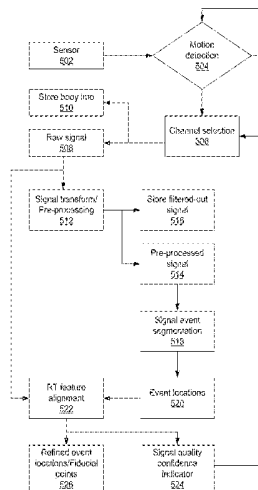 Sensor
502
Motion
detection
504
Store body info
510
Raw signal
508
Channel selection
506
Signal transform/
Pre-processing
512
Store filtered-out
signal
516
Pre-processed
signal
514
Signal event
segmentation
518
RT feature
alignment
522
Event locations
520
Refined event
locations/Fiducial
points
526
Signal quality
confidence
indicator
524